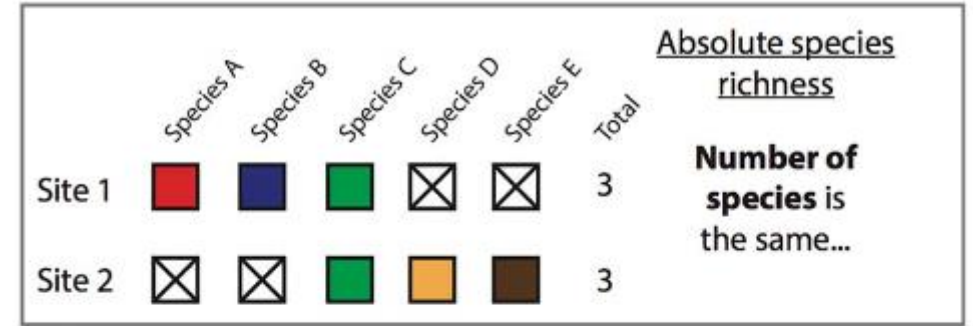 Species A Species B Species C Species D Species E Total
Site 1 3
Site 2 3
Absolute species
richness
Number of
species is
the same...